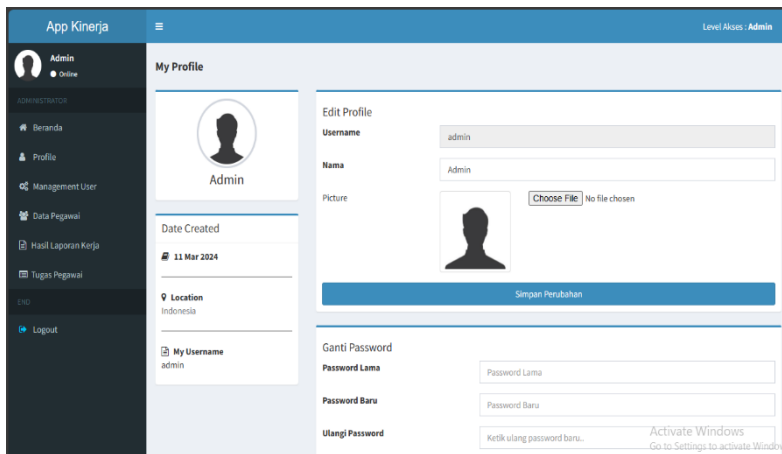 App Kinerja
Level Akses : Admin
Admin
Online
ADMINISTRATOR
Beranda
Profile
Management User
Data Pegawai
Hasil Laporan Kerja
Tugas Pegawai
END
Logout
My Profile
Admin
Date Created
11 Mar 2024
Location
Indonesia
My Username
admin
Edit Profile
Username
admin
Nama
Admin
Picture
Choose File No file chosen
Simpan Perubahan
Ganti Password
Password Lama
Password Lama
Password Baru
Password Baru
Ulangi Password
Ketik ulang password baru..
Activate Windows
Go to Settings to activate Window